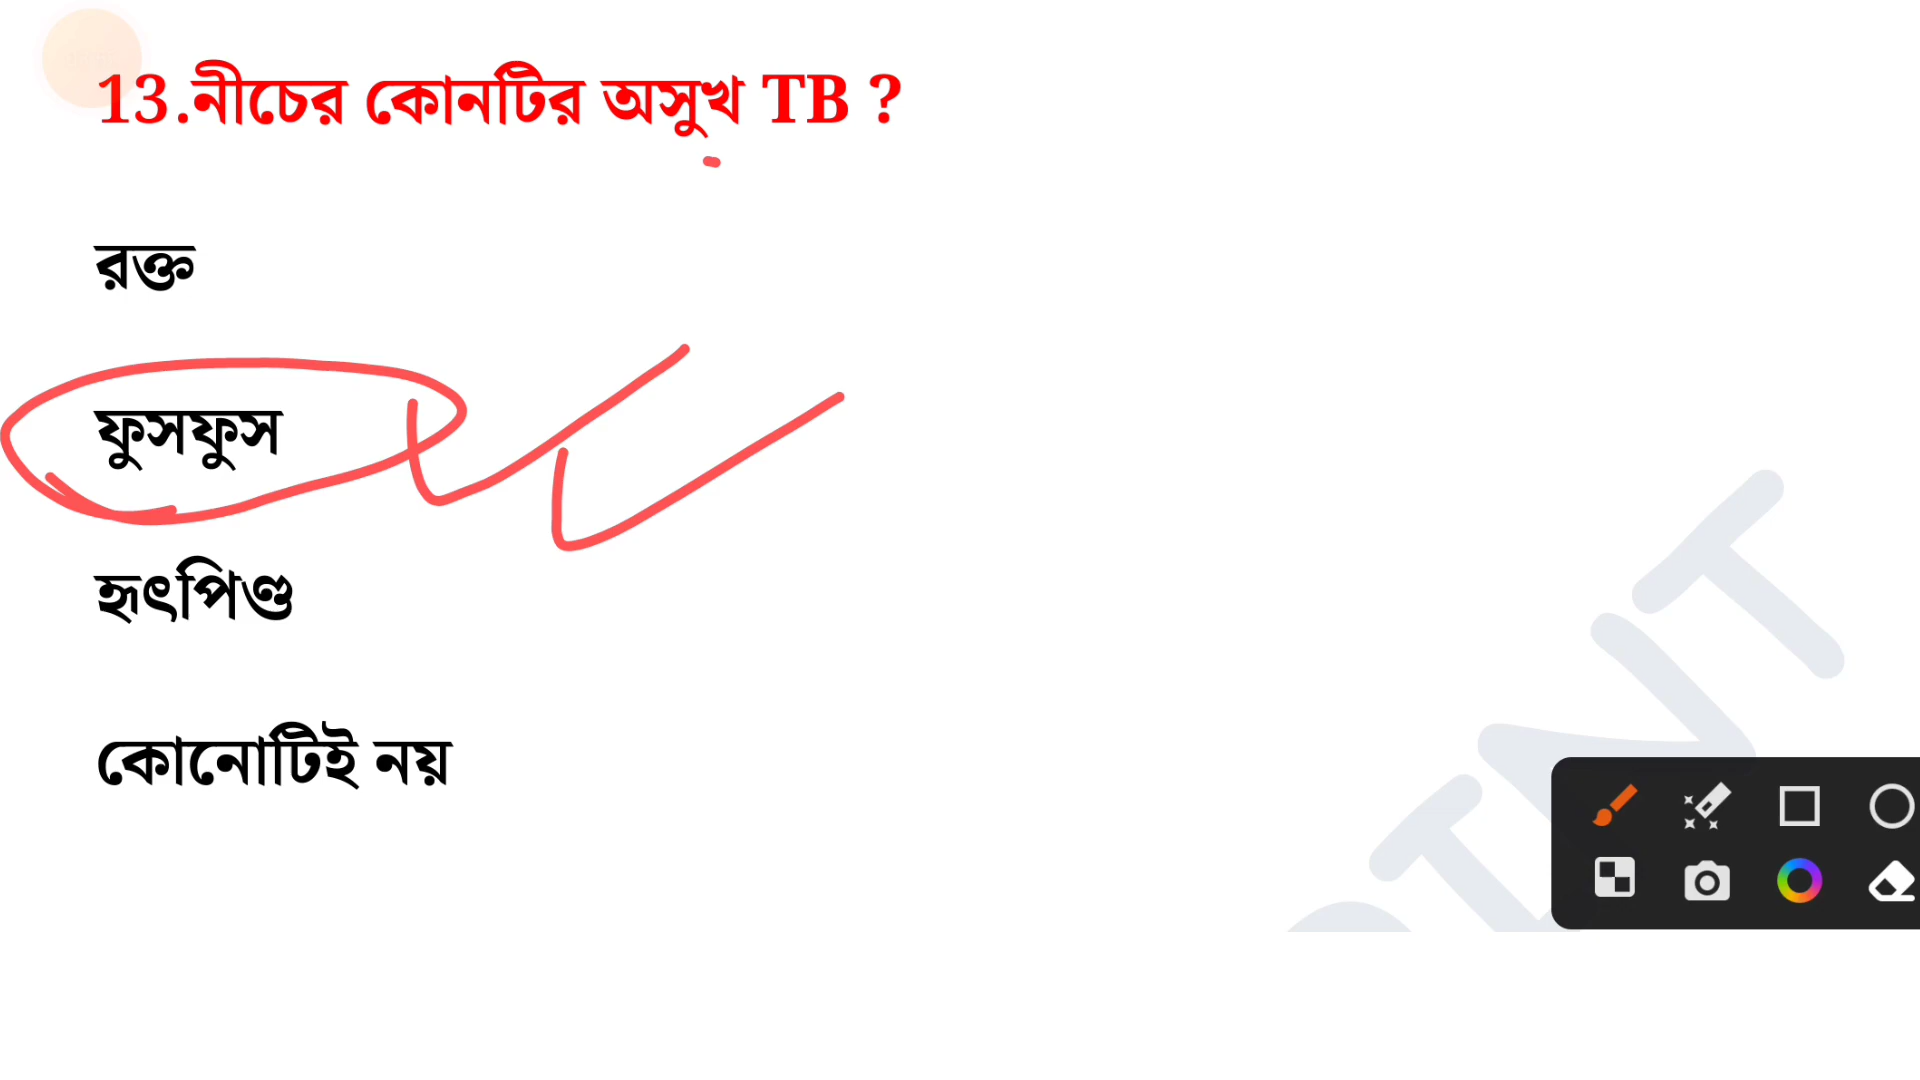 13.নীচের কোনটির অসুখ TB ?
রক্ত
ফুসফুস
হৃৎপিণ্ড
কোনোটিই নয়